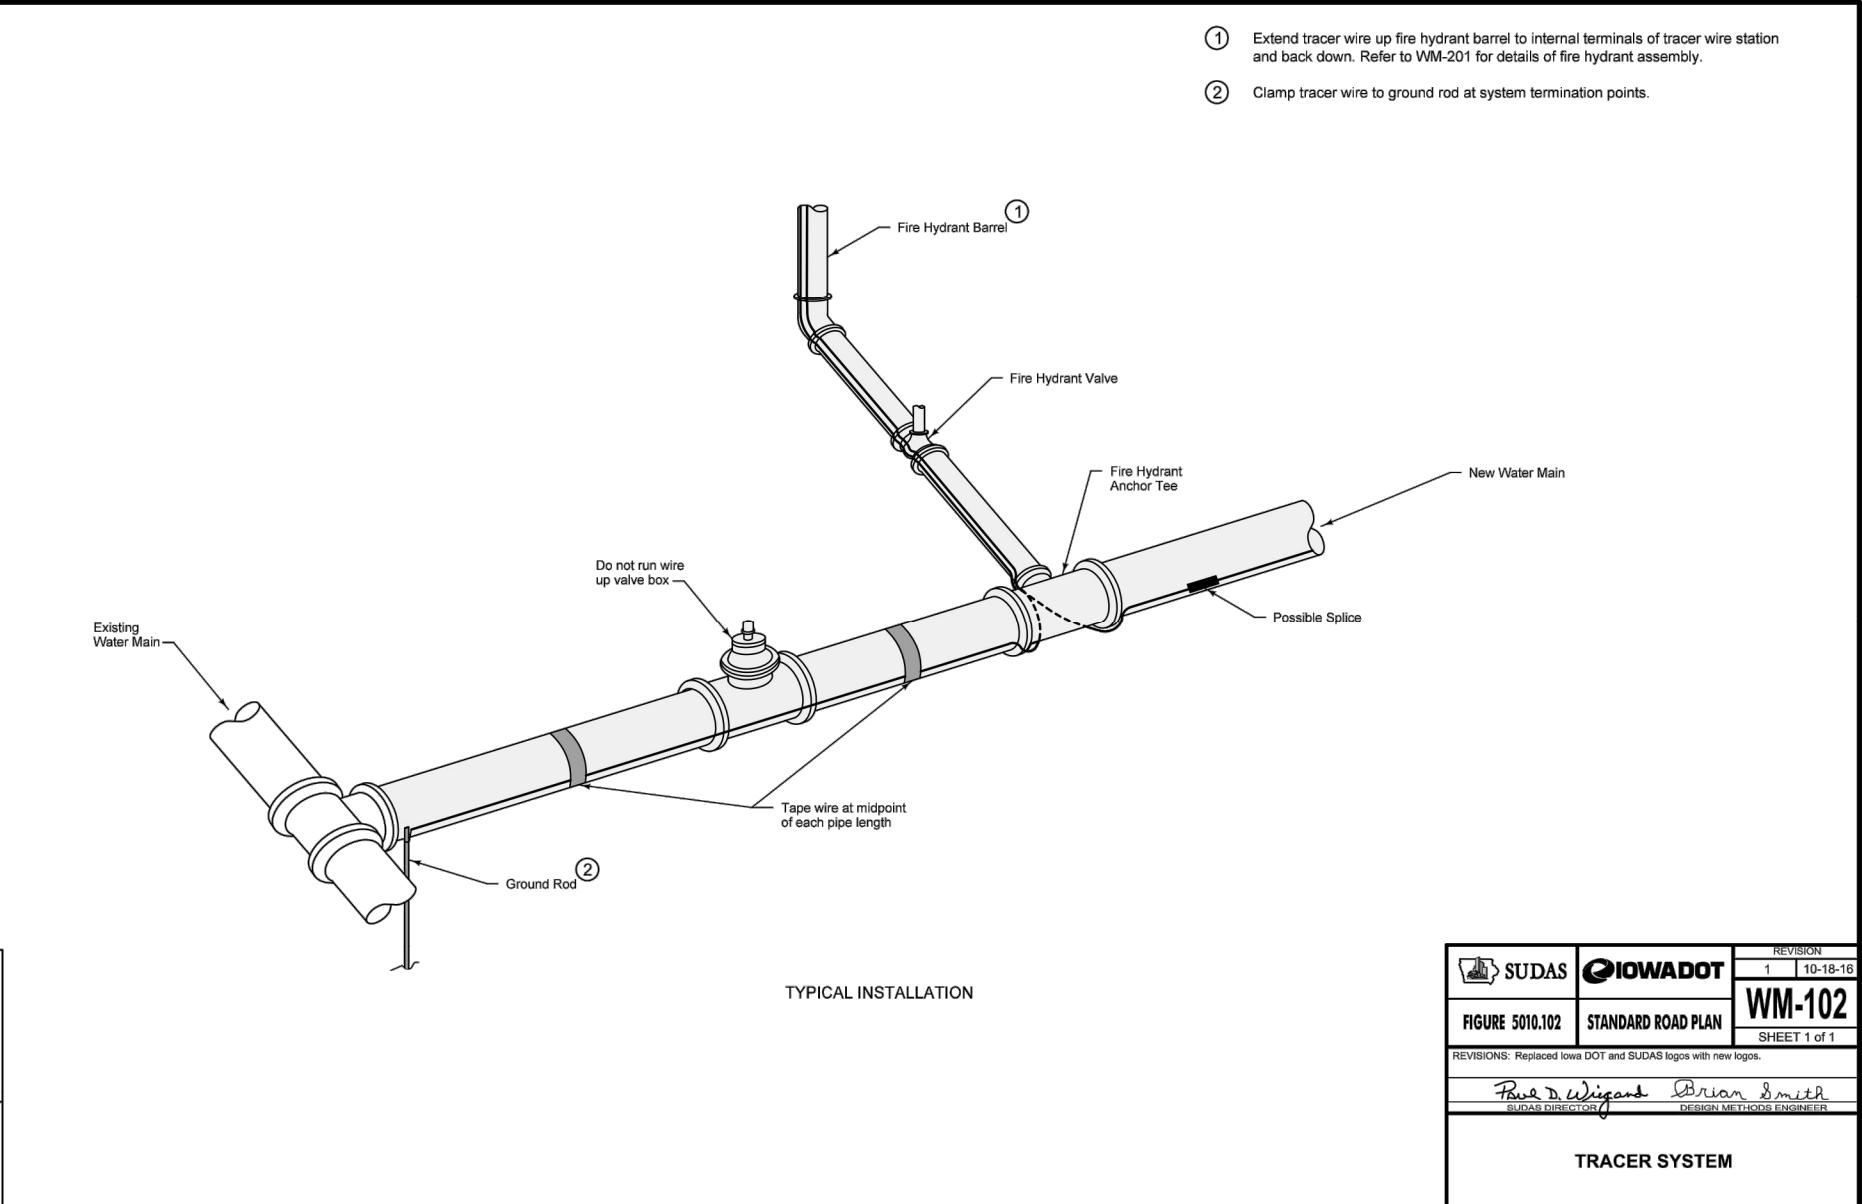 ① Extend tracer wire up fire hydrant barrel to internal terminals of tracer wire station
and back down. Refer to WM-201 for details of fire hydrant assembly.
② Clamp tracer wire to ground rod at system termination points.
Fire Hydrant Barrel ①
Fire Hydrant Valve
Fire Hydrant
Anchor Tee
New Water Main
Do not run wire
up valve box
Possible Splice
Existing
Water Main
Tape wire at midpoint
of each pipe length
Ground Rod ②
TYPICAL INSTALLATION
SUDAS
IOWADOT
REVISION
1 10-18-16
WM-102
FIGURE 5010.102
STANDARD ROAD PLAN
SHEET 1 of 1
REVISIONS: Replaced Iowa DOT and SUDAS logos with new logos.
Paul D. Wiegand Brian Smith
SUDAS DIRECTOR DESIGN METHODS ENGINEER
TRACER SYSTEM